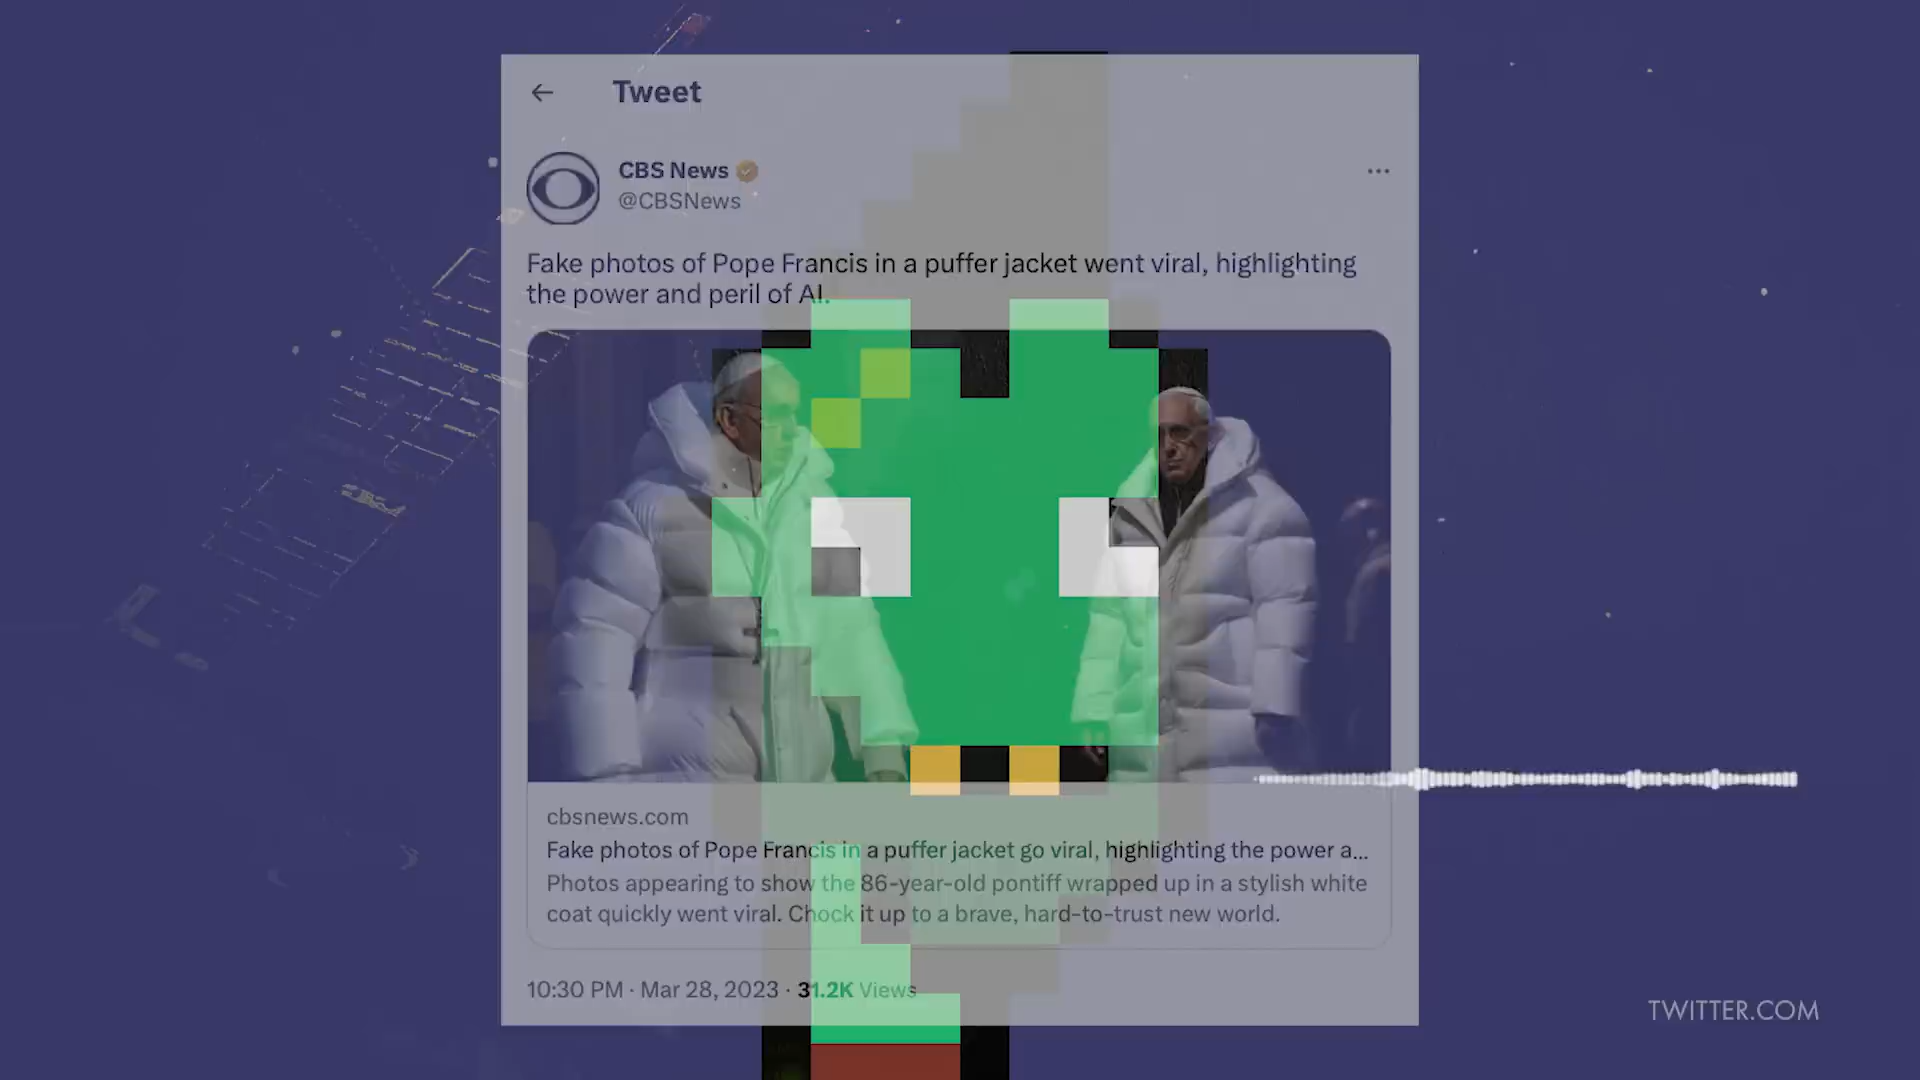 Tweet
CBS News
@CBSNews
Fake photos of Pope Francis in a puffer jacket went viral, highlighting
the power and peril of AI.
cbsnews.com
Fake photos of Pope Francis in a puffer jacket go viral, highlighting the power a...
Photos appearing to show the 86-year-old pontiff wrapped up in a stylish white
coat quickly went viral. Chock it up to a brave, hard-to-trust new world.
10:30 PM · Mar 28, 2023 · 31.2K Views
TWITTER.COM